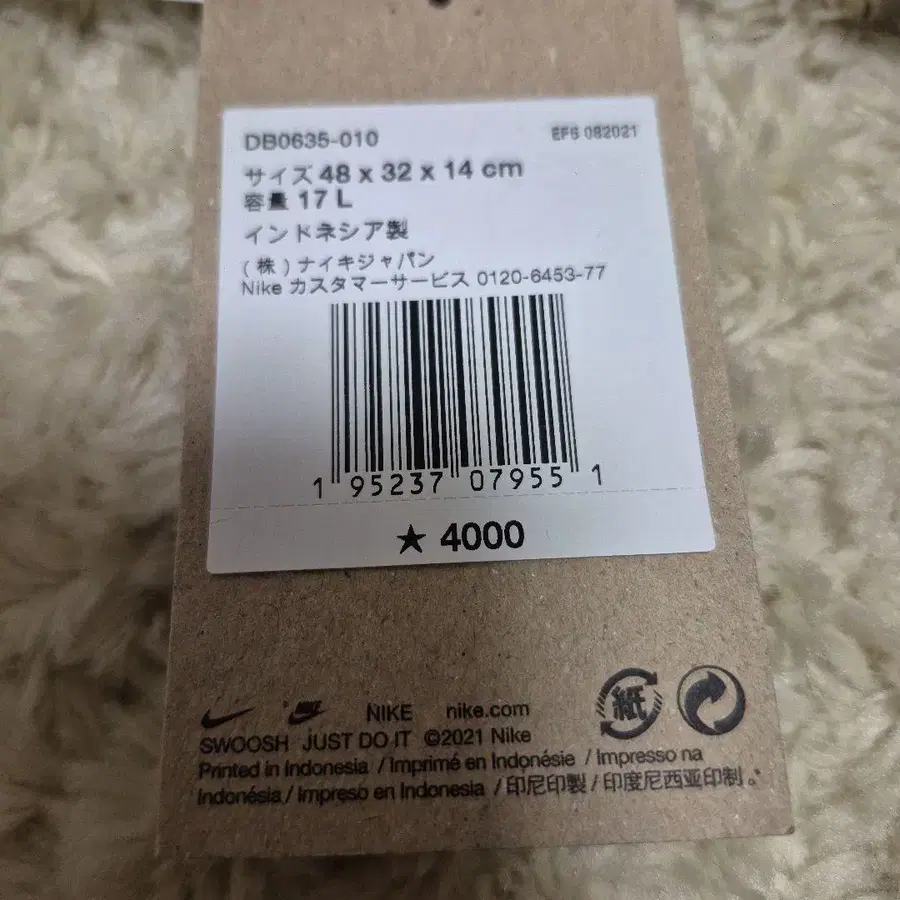 DB0635-010
EFS 082021
サイズ 48 x 32 x 14 cm
容量 17 L
インドネシア製
(株)ナイキジャパン
Nike カスタマーサービス 0120-6453-77
1 95237 07955 1
★ 4000
NIKE nike.com
紙
SWOOSH JUST DO IT ©2021 Nike
Printed in Indonesia / Imprimé en Indonésie / Impresso na
Indonésia / Impreso en Indonesia / 印尼印製 / 印度尼西亚印制。